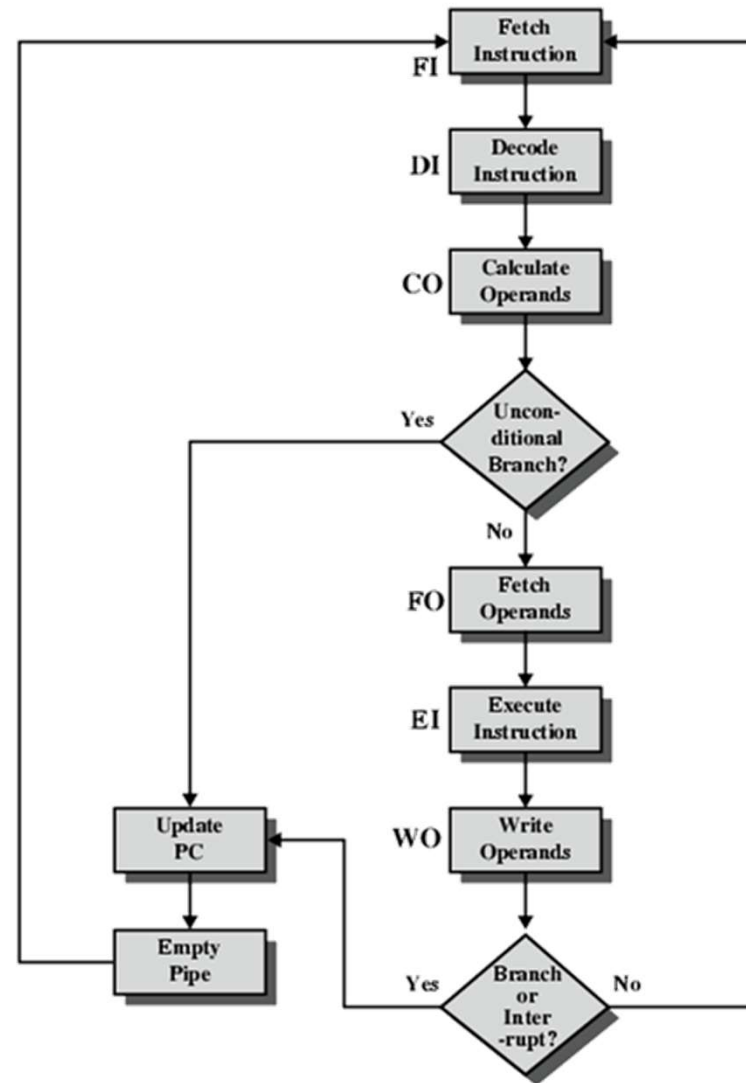 Fetch
Instruction
FI
Decode
Instruction
DI
Calculate
Operands
CO
Uncon-
ditional
Branch?
Yes
No
Fetch
Operands
FO
Execute
Instruction
EI
Write
Operands
WO
Update
PC
Empty
Pipe
Branch
or
Inter
-rupt?
Yes
No